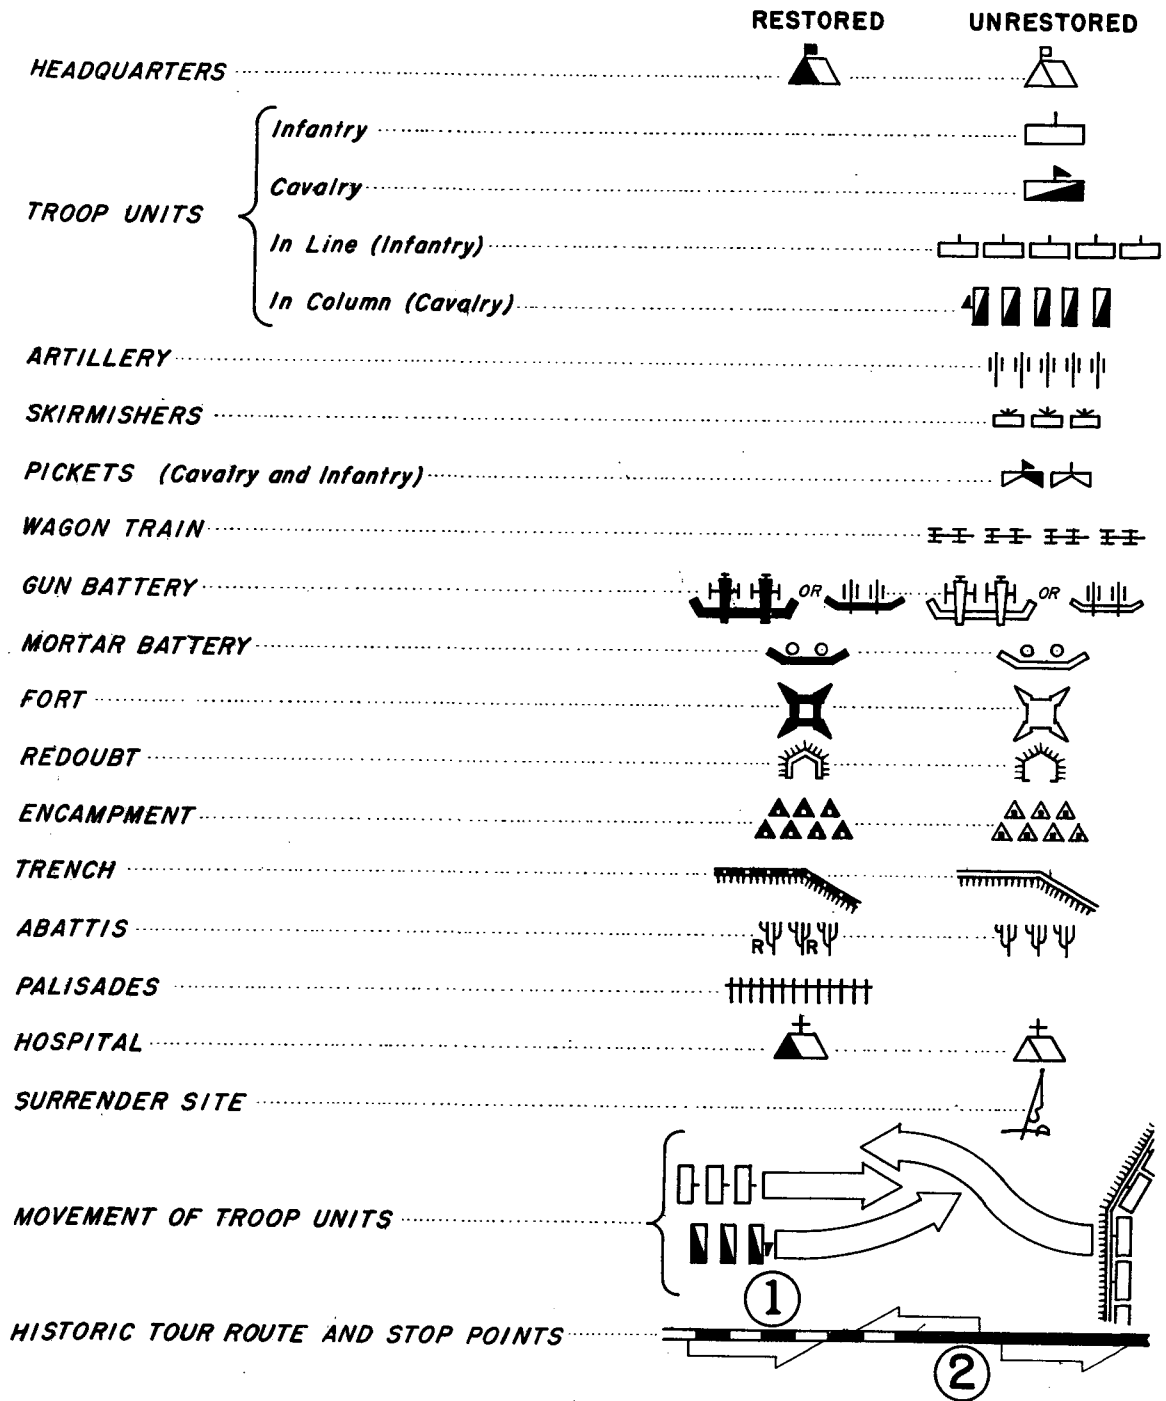 RESTORED UNRESTORED
HEADQUARTERS
Infantry
Cavalry
TROOP UNITS
In Line (Infantry)
In Column (Cavalry)
ARTILLERY
SKIRMISHERS
PICKETS (Cavalry and Infantry)
WAGON TRAIN
GUN BATTERY OR OR
MORTAR BATTERY
FORT
REDOUBT
ENCAMPMENT
TRENCH
ABATTIS R R
PALISADES
HOSPITAL
SURRENDER SITE
MOVEMENT OF TROOP UNITS
1
HISTORIC TOUR ROUTE AND STOP POINTS
2